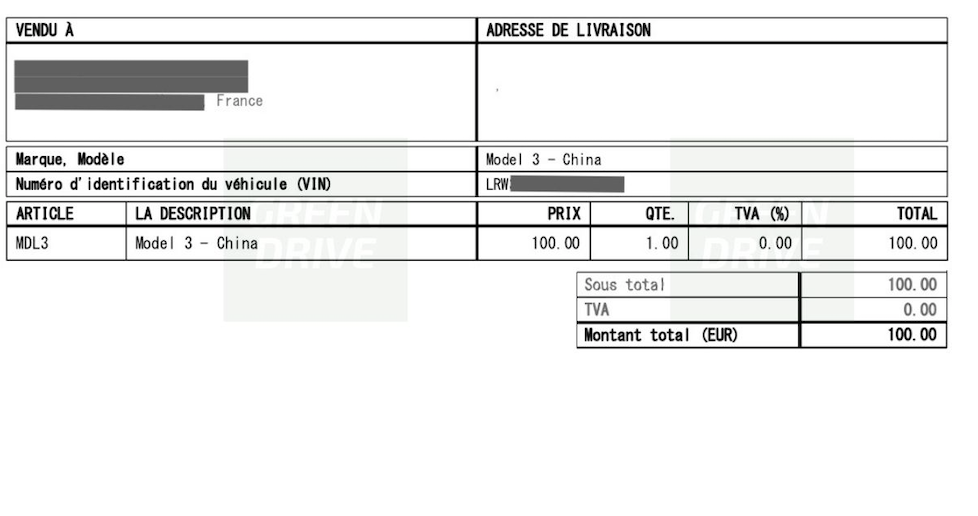 VENDU À
ADRESSE DE LIVRAISON
France
Marque, Modèle
Model 3 - China
Numéro d'identification du véhicule (VIN)
LRW
ARTICLE LA DESCRIPTION PRIX QTE. TVA (%) TOTAL
MDL3 Model 3 - China 100.00 1.00 0.00 100.00
GREEN DRIVE
GREEN DRIVE
Sous total 100.00
TVA 0.00
Montant total (EUR) 100.00